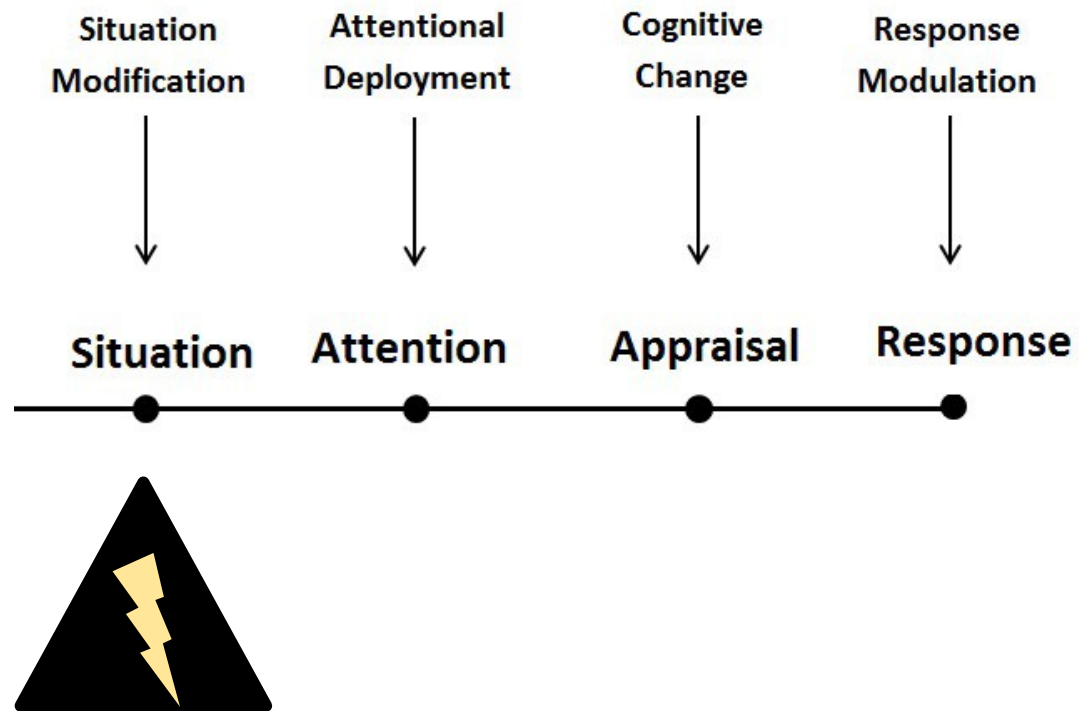 Situation
Modification
Attentional
Deployment
Cognitive
Change
Response
Modulation
Situation
Attention
Appraisal
Response